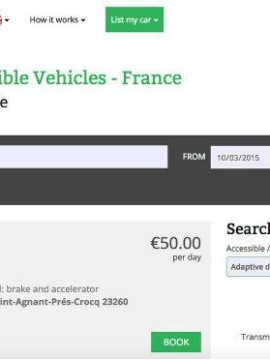 How it works
List my car
ible Vehicles - France
e
FROM 10/03/2015
€50.00
per day
l: brake and accelerator
int-Agnant-Prés-Crocq 23260
BOOK
Search
Accessible /
Adaptive d
Transm